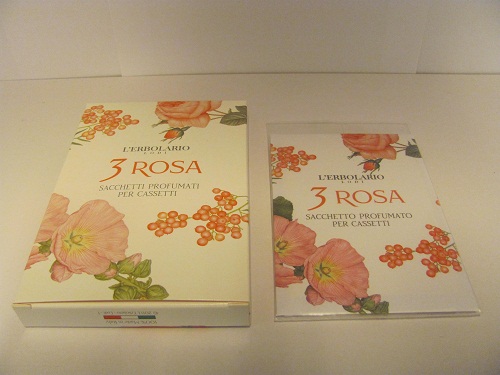 L'ERBOLARIO
LODI
3 ROSA
SACCHETTI PROFUMATI
PER CASSETTI
L'ERBOLARIO
LODI
3 ROSA
SACCHETTO PROFUMATO
PER CASSETTI